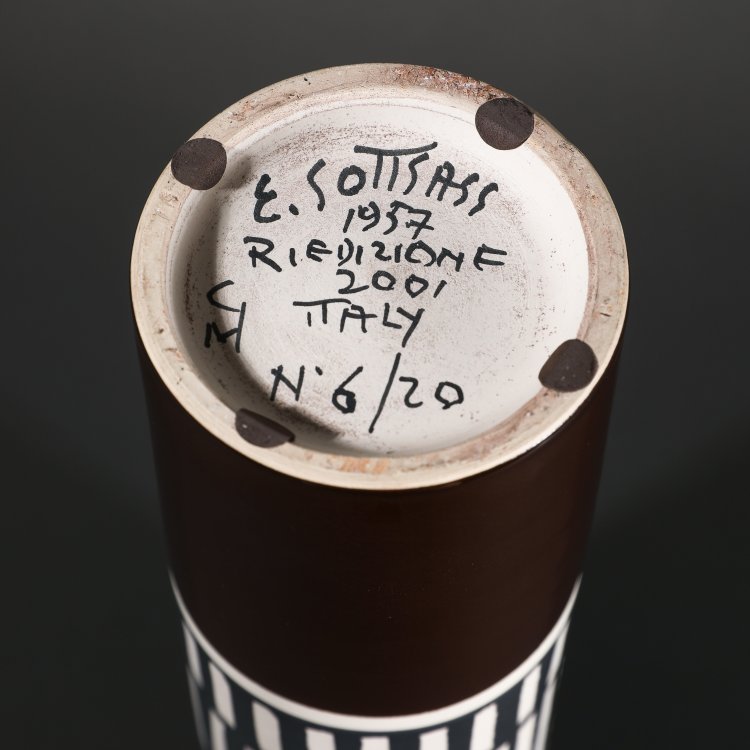 E. SOTTSASS
1957
RIEDIZIONE
2001
ITALY
CM
N° 6/20